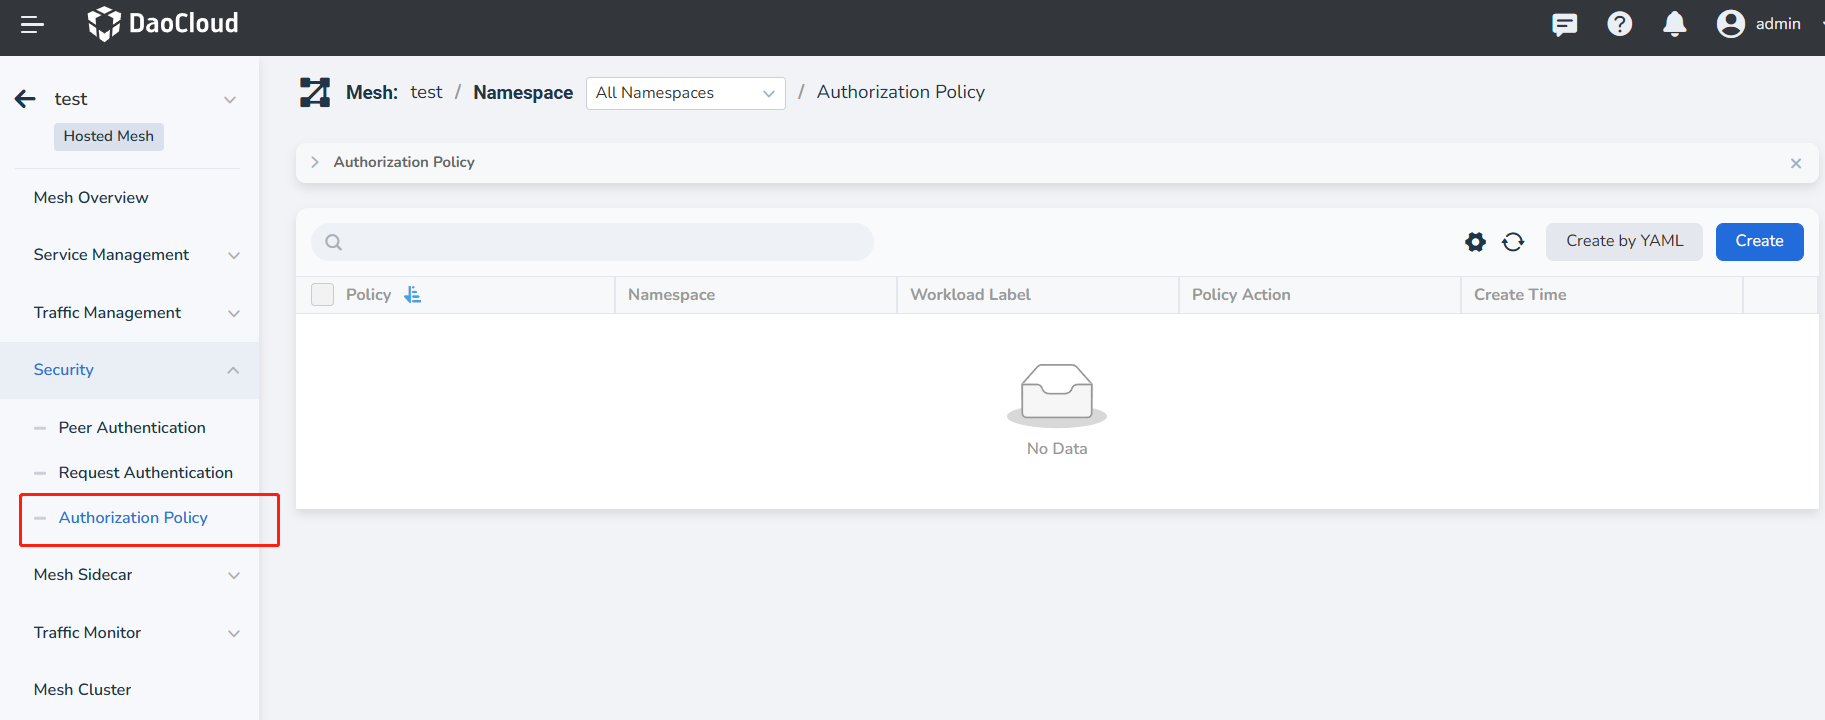 DaoCloud
admin
test
Hosted Mesh
Mesh Overview
Service Management
Traffic Management
Security
Peer Authentication
Request Authentication
Authorization Policy
Mesh Sidecar
Traffic Monitor
Mesh Cluster
Mesh: test / Namespace All Namespaces / Authorization Policy
Authorization Policy
Create by YAML Create
Policy Namespace Workload Label Policy Action Create Time
No Data